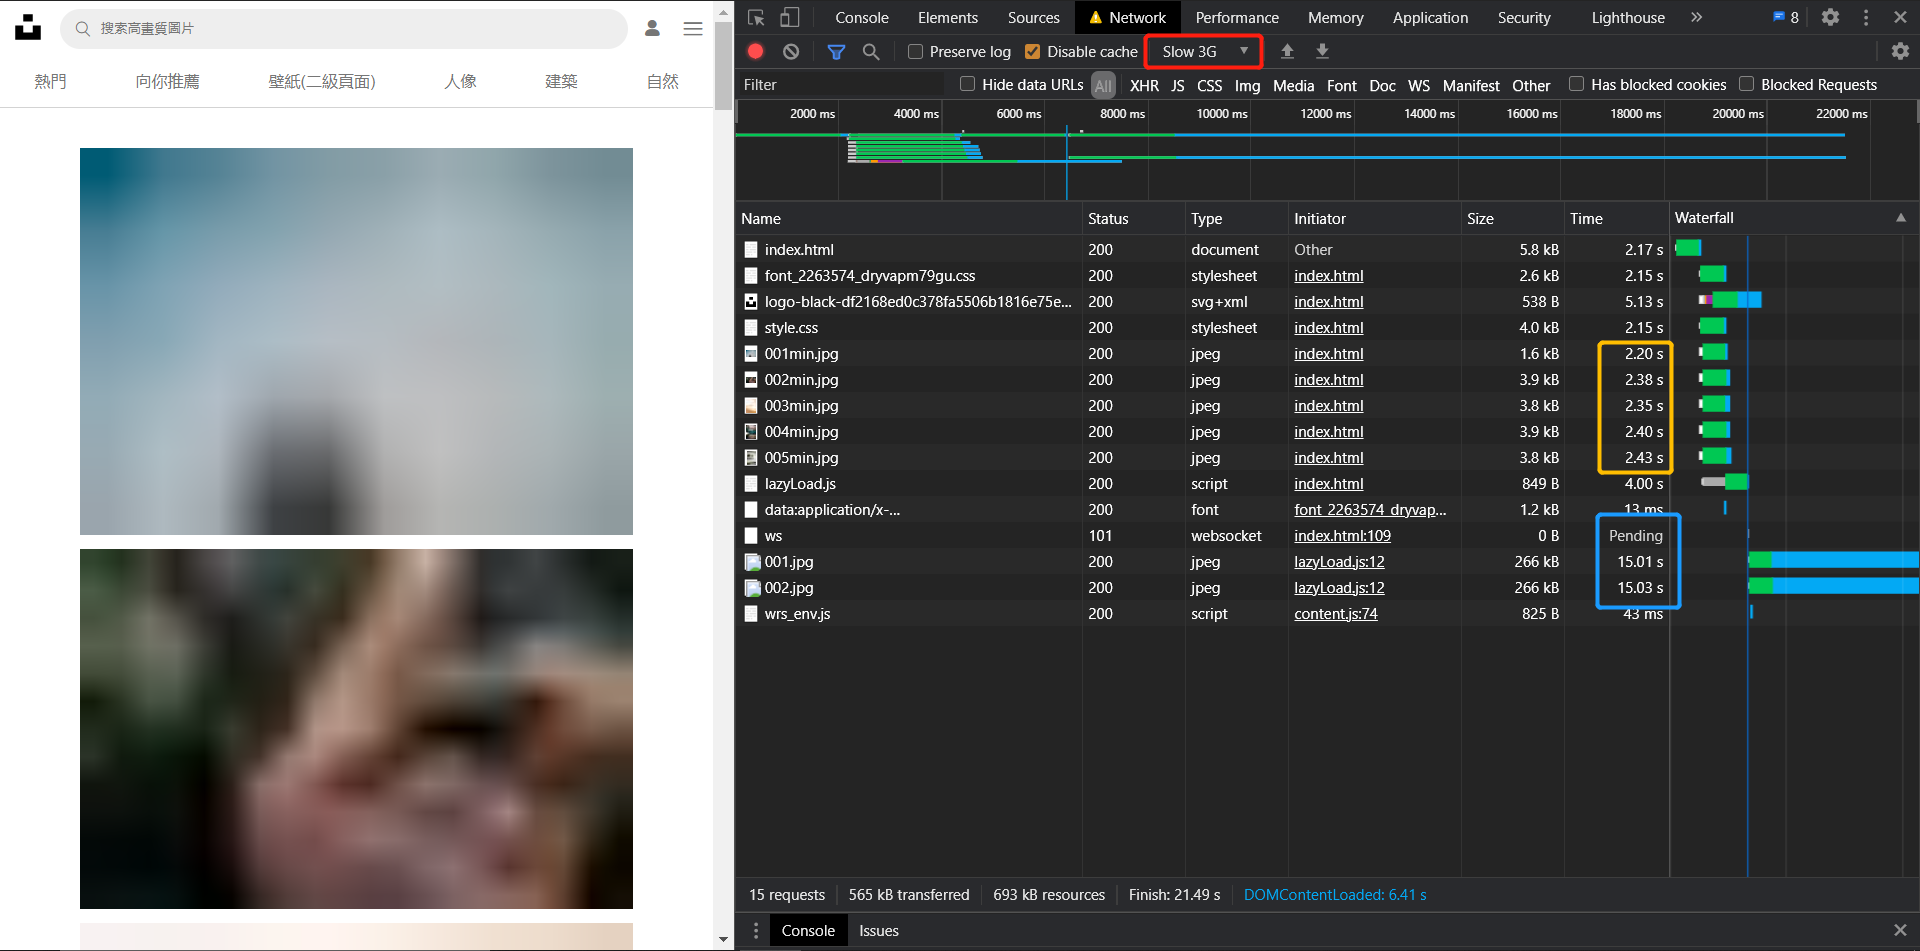 搜索高畫質圖片
熱門 向你推薦 壁紙(二級頁面) 人像 建築 自然
Console Elements Sources Network Performance Memory Application Security Lighthouse 8
Preserve log Disable cache Slow 3G
Filter Hide data URLs All XHR JS CSS Img Media Font Doc WS Manifest Other Has blocked cookies Blocked Requests
2000 ms 4000 ms 6000 ms 8000 ms 10000 ms 12000 ms 14000 ms 16000 ms 18000 ms 20000 ms 22000 ms
Name Status Type Initiator Size Time Waterfall
index.html 200 document Other 5.8 kB 2.17 s
font_2263574_dryvapm79gu.css 200 stylesheet index.html 2.6 kB 2.15 s
logo-black-df2168ed0c378fa5506b1816e75e... 200 svg+xml index.html 538 B 5.13 s
style.css 200 stylesheet index.html 4.0 kB 2.15 s
001min.jpg 200 jpeg index.html 1.6 kB 2.20 s
002min.jpg 200 jpeg index.html 3.9 kB 2.38 s
003min.jpg 200 jpeg index.html 3.8 kB 2.35 s
004min.jpg 200 jpeg index.html 3.9 kB 2.40 s
005min.jpg 200 jpeg index.html 3.8 kB 2.43 s
lazyLoad.js 200 script index.html 849 B 4.00 s
data:application/x-... 200 font font_2263574_dryvap... 1.2 kB 13 ms
ws 101 websocket index.html:109 0 B Pending
001.jpg 200 jpeg lazyLoad.js:12 266 kB 15.01 s
002.jpg 200 jpeg lazyLoad.js:12 266 kB 15.03 s
wrs_env.js 200 script content.js:74 825 B 43 ms
15 requests 565 kB transferred 693 kB resources Finish: 21.49 s DOMContentLoaded: 6.41 s
Console Issues